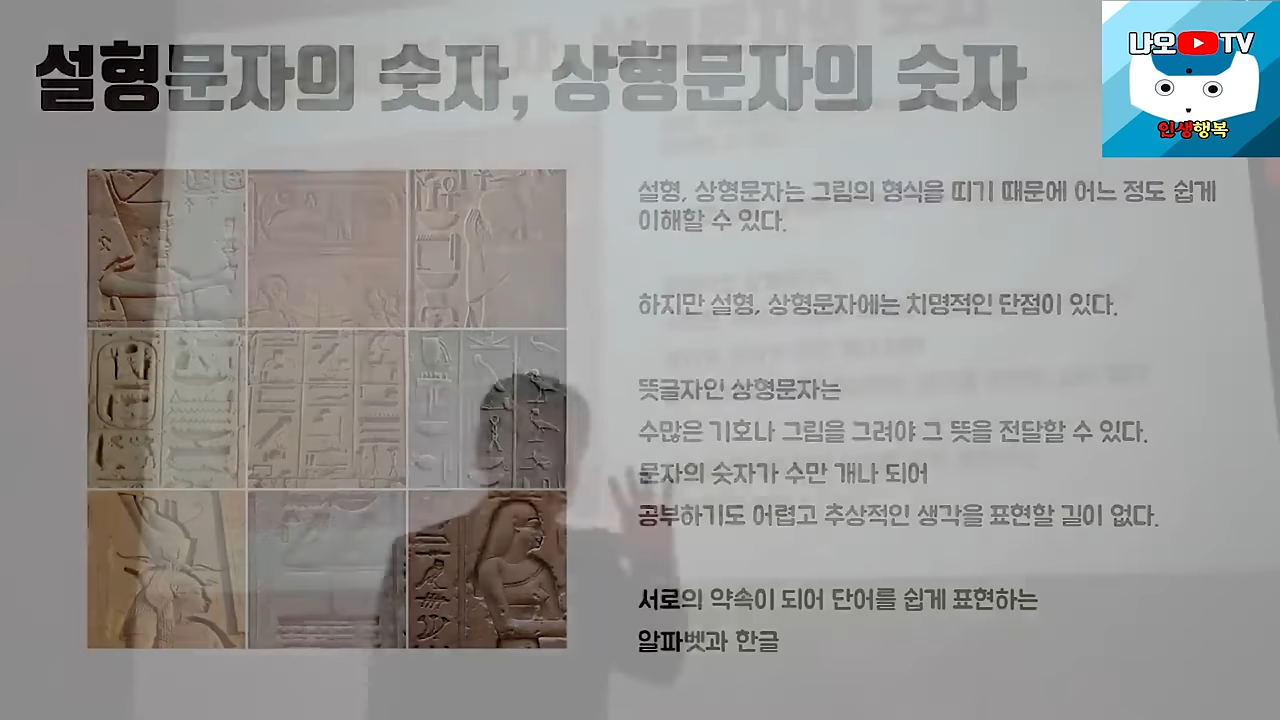 설형문자의 숫자, 상형문자의 숫자
나오 TV
인생행복
설형, 상형문자는 그림의 형식을 띠기 때문에 어느 정도 쉽게
이해할 수 있다.
하지만 설형, 상형문자에는 치명적인 단점이 있다.
뜻글자인 상형문자는
수많은 기호나 그림을 그려야 그 뜻을 전달할 수 있다.
문자의 숫자가 수만 개나 되어
공부하기도 어렵고 추상적인 생각을 표현할 길이 없다.
서로의 약속이 되어 단어를 쉽게 표현하는
알파벳과 한글